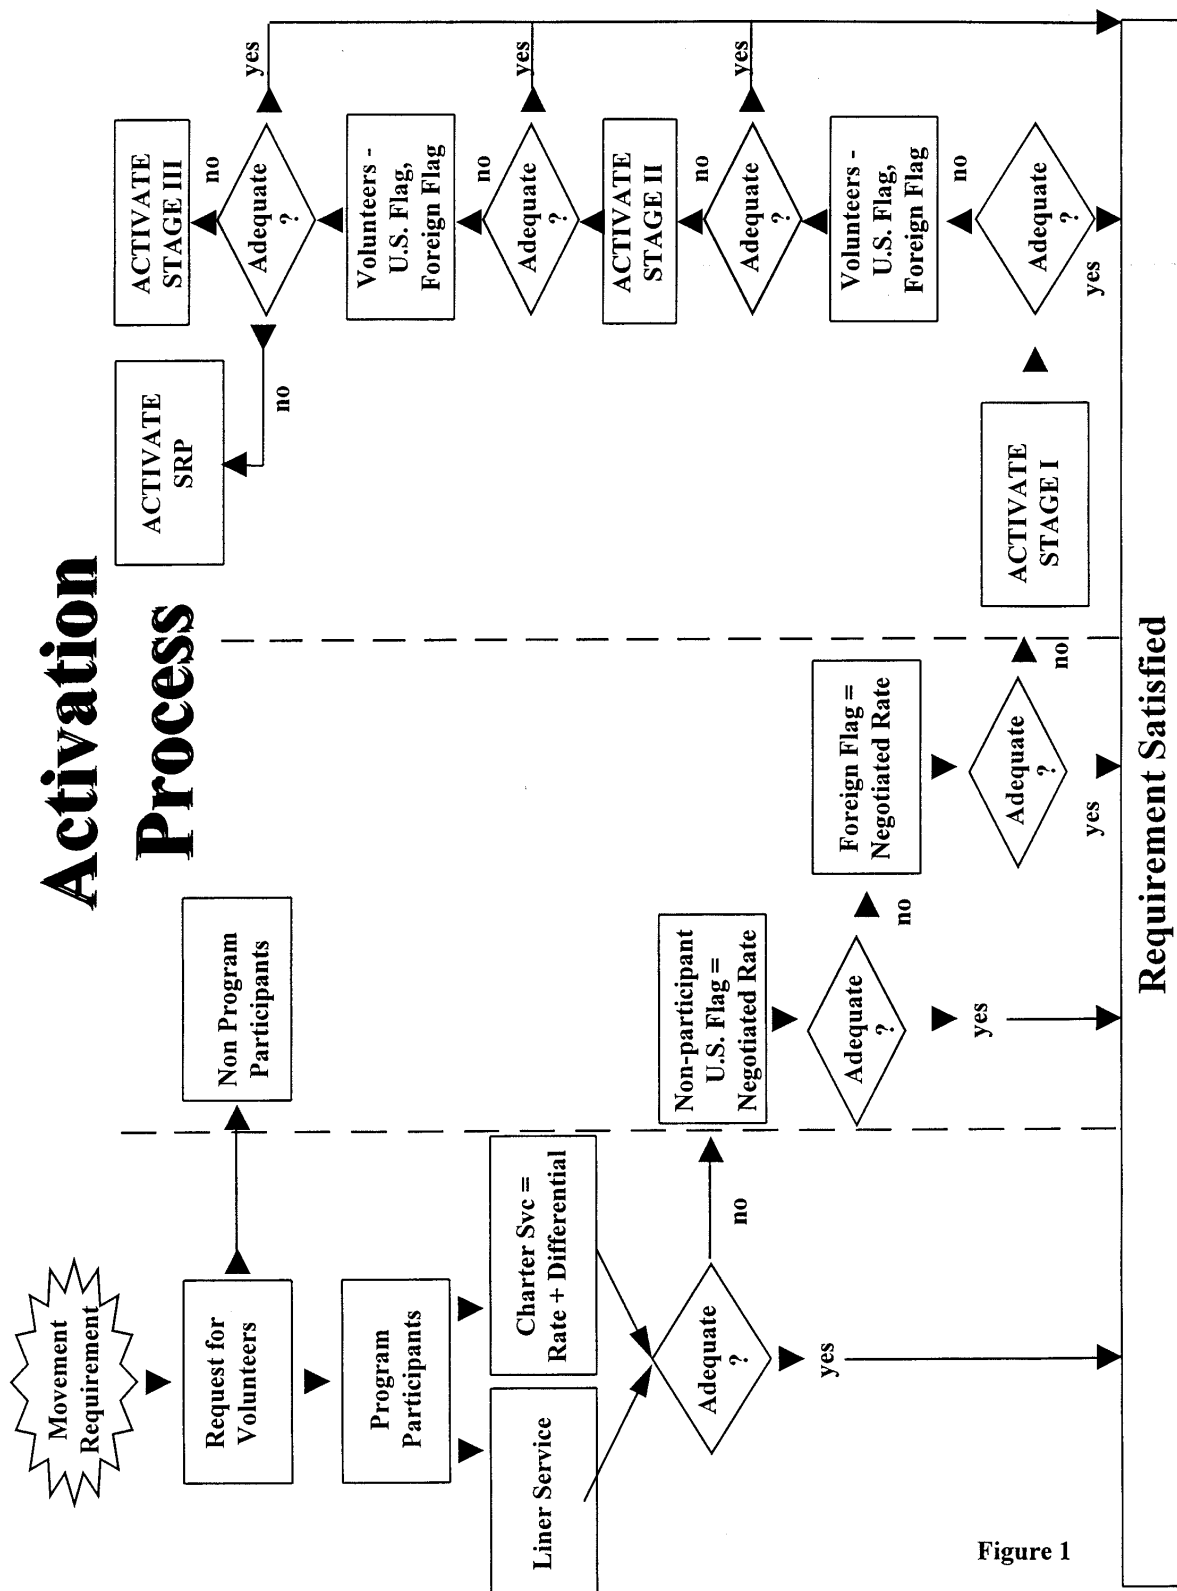 Activation
Process
Movement
Requirement
Request for
Volunteers
Non Program
Participants
Program
Participants
Liner Service
Charter Svc =
Rate + Differential
Adequate
?
no
yes
Non-participant
U.S. Flag =
Negotiated Rate
Adequate
?
no
yes
Foreign Flag =
Negotiated Rate
Adequate
?
no
yes
ACTIVATE
STAGE I
Adequate
?
yes
no
Volunteers -
U.S. Flag,
Foreign Flag
Adequate
?
yes
no
ACTIVATE
STAGE II
Adequate
?
yes
no
Volunteers -
U.S. Flag,
Foreign Flag
Adequate
?
yes
no
no
ACTIVATE
STAGE III
ACTIVATE
SRP
Requirement Satisfied
Figure 1